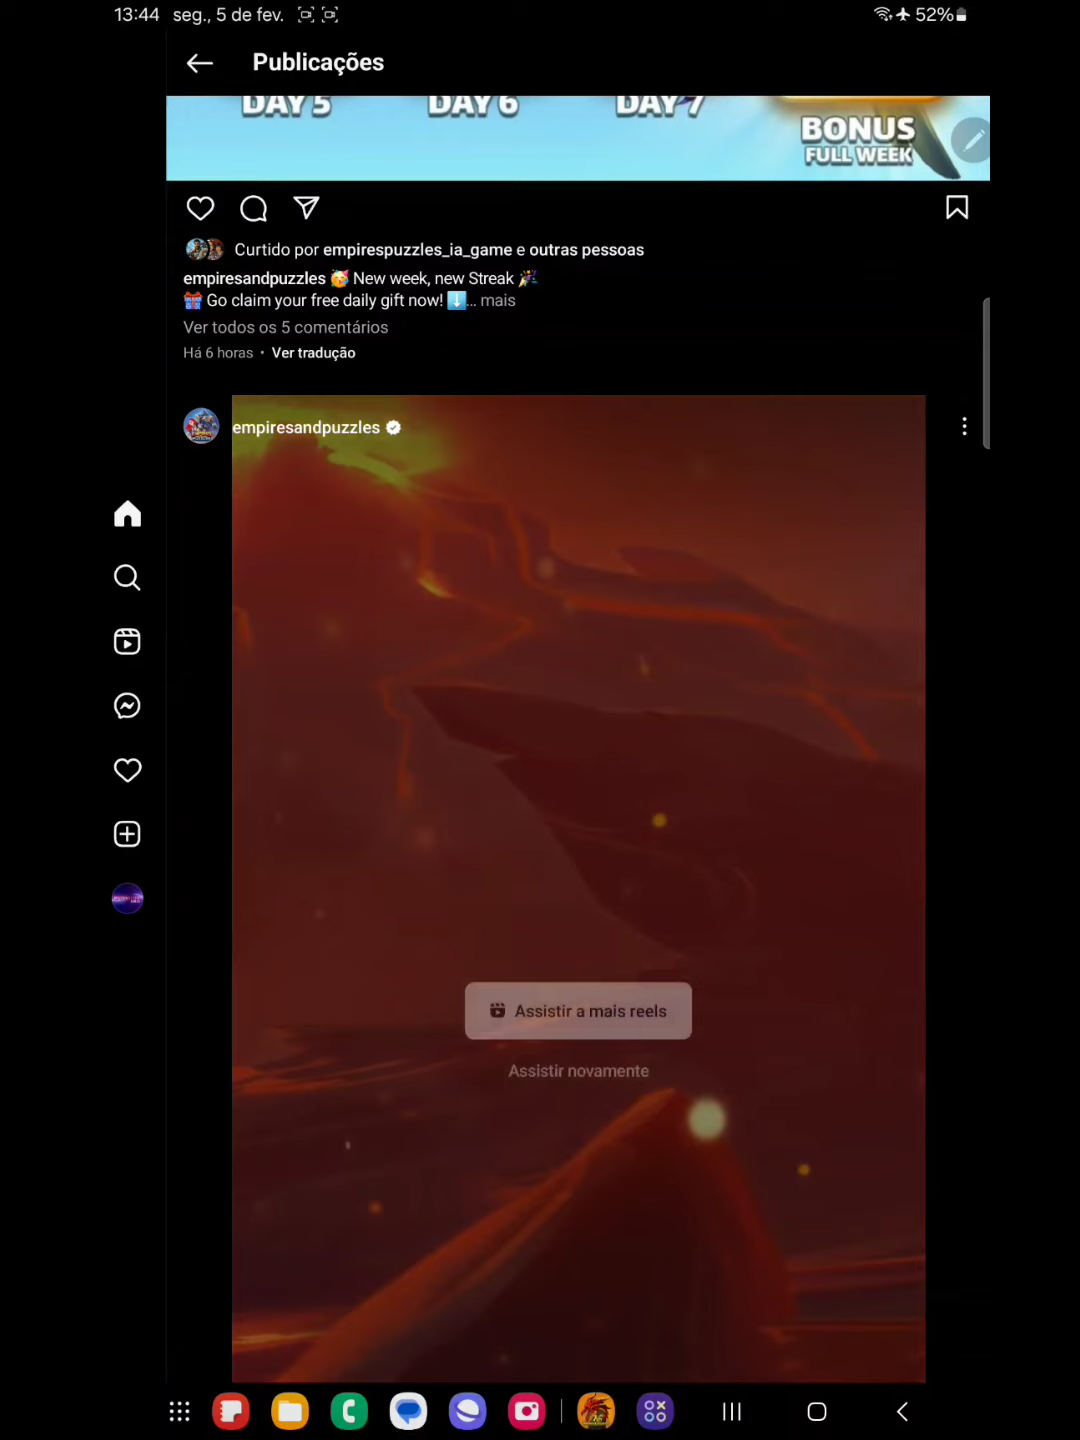 13:44 seg., 5 de fev. 52%
Publicações
DAY 5 DAY 6 DAY 7
BONUS
FULL WEEK
Curtido por empirespuzzles_ia_game e outras pessoas
empiresandpuzzles 🥳 New week, new Streak 🎉
🎁 Go claim your free daily gift now! ⬇️... mais
Ver todos os 5 comentários
Há 6 horas • Ver tradução
empiresandpuzzles
Assistir a mais reels
Assistir novamente